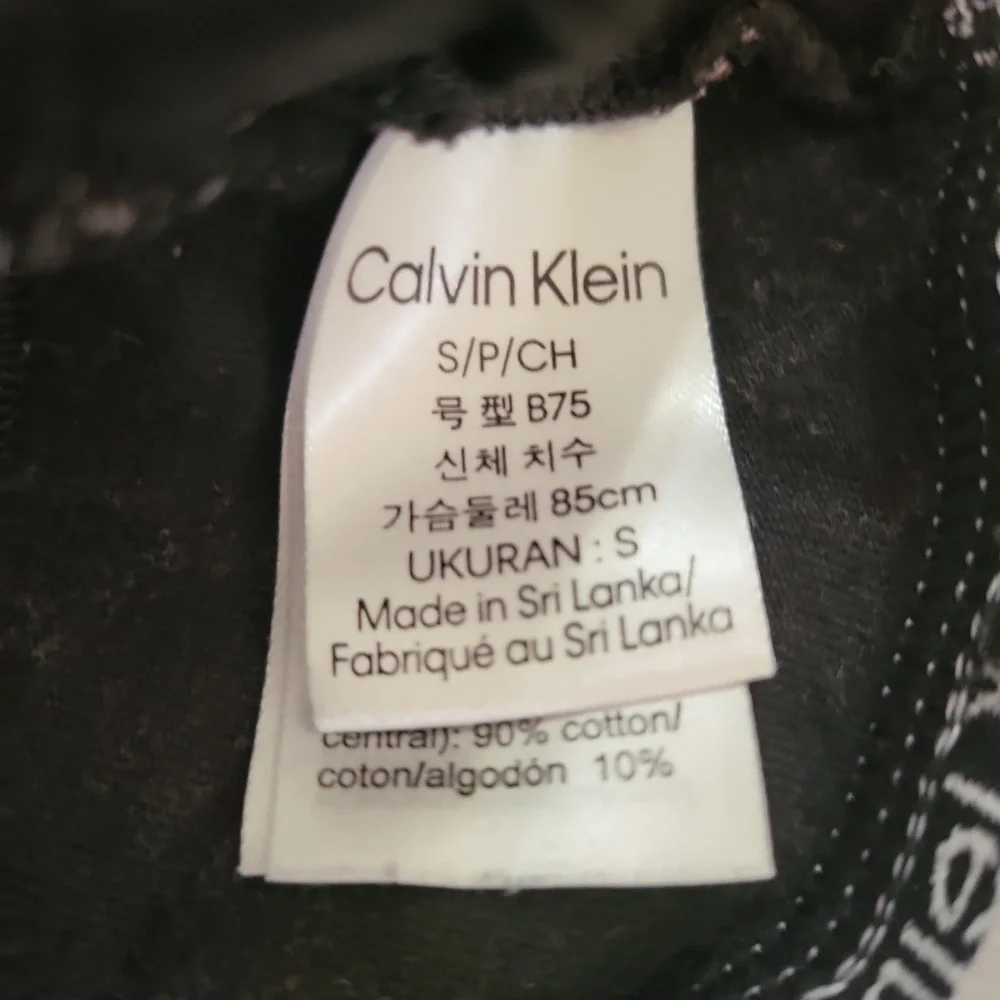 Calvin Klein
S/P/CH
号型 B75
신체 치수
가슴둘레 85cm
UKURAN : S
Made in Sri Lanka/
Fabriqué au Sri Lanka
central): 90% cotton/
coton/algodón 10%